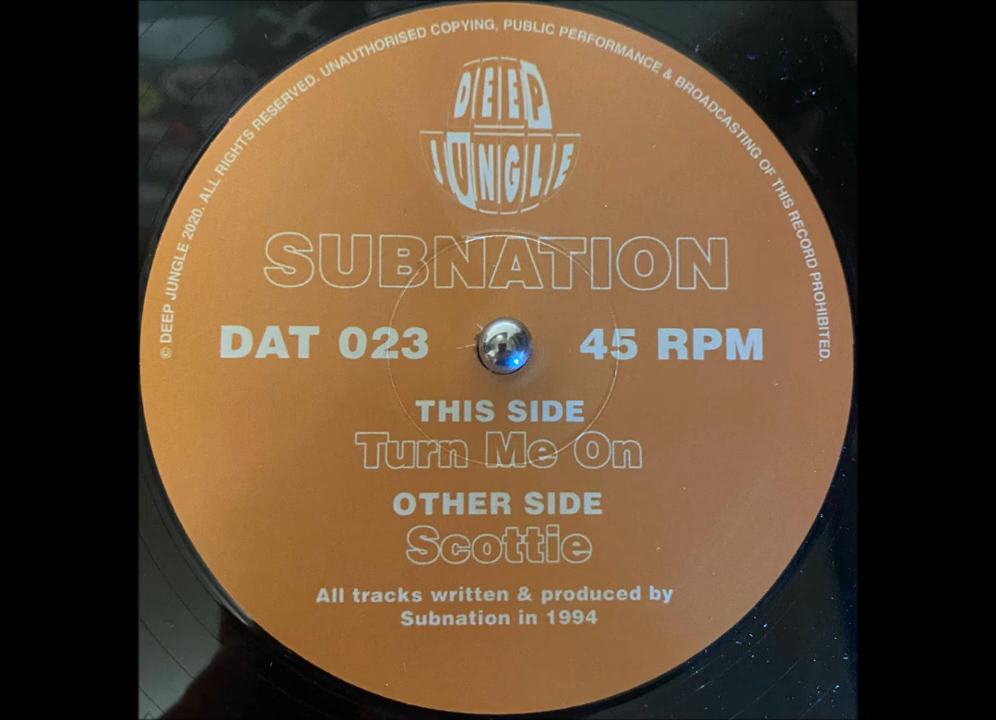 © DEEP JUNGLE 2020. ALL RIGHTS RESERVED. UNAUTHORISED COPYING, PUBLIC PERFORMANCE & BROADCASTING OF THIS RECORD PROHIBITED.
DEEP
JUNGLE
SUBNATION
DAT 023 45 RPM
THIS SIDE
Turn Me On
OTHER SIDE
Scottie
All tracks written & produced by
Subnation in 1994